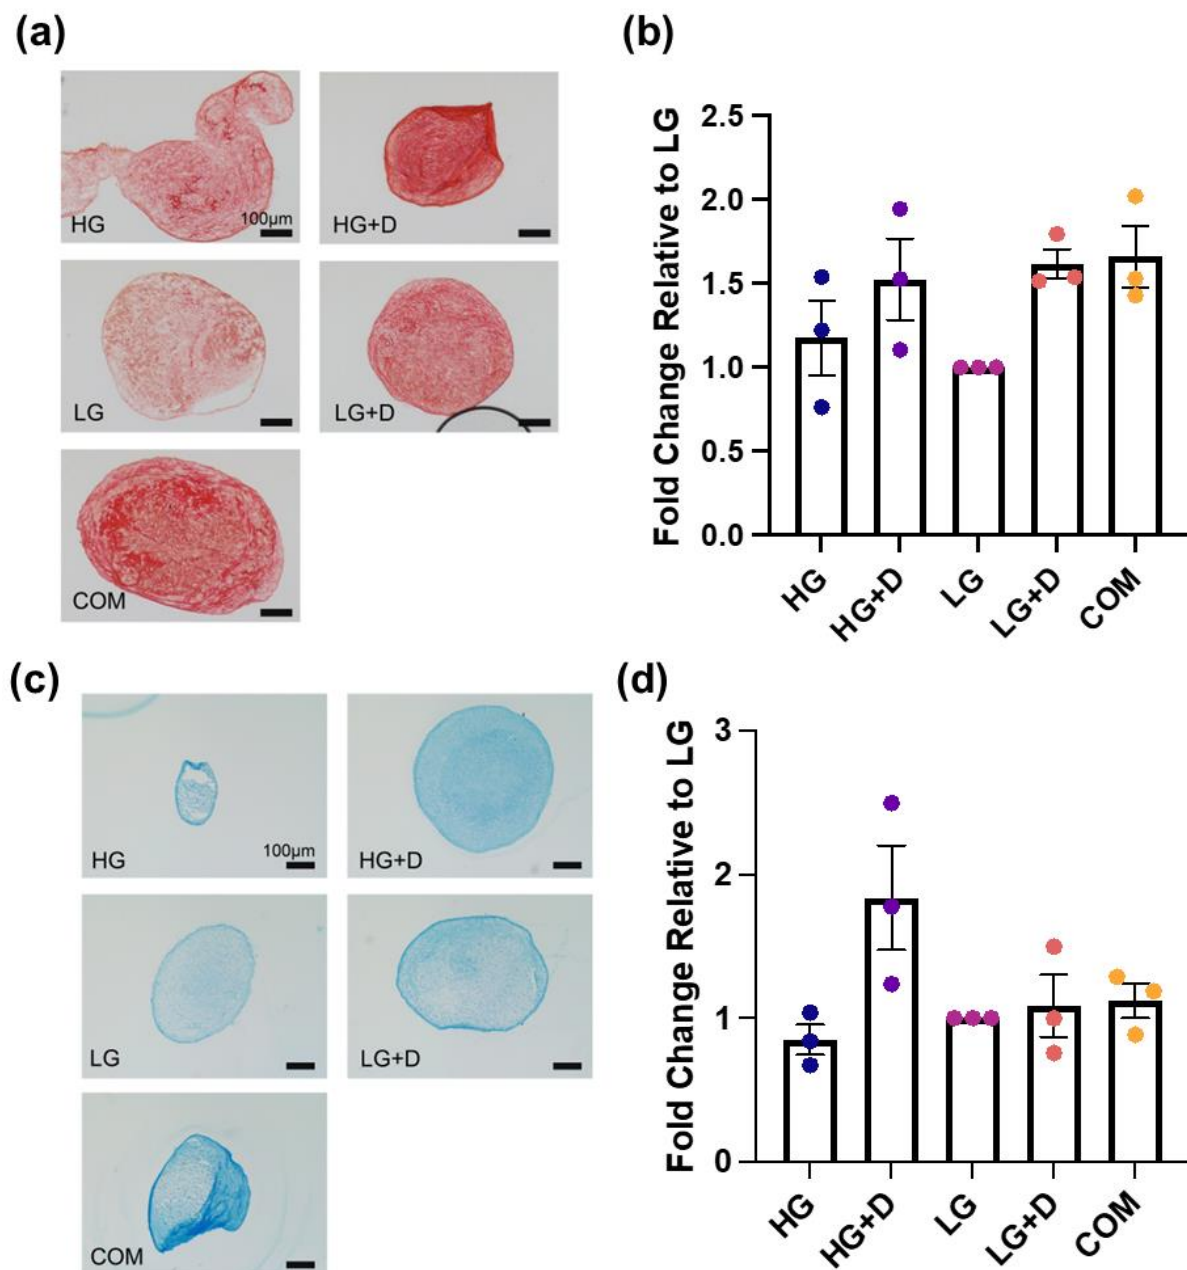 (a)
HG
100µm
HG+D
LG
LG+D
COM
(b)
Fold Change Relative to LG
2.5
2.0
1.5
1.0
0.5
0.0
HG
HG+D
LG
LG+D
COM
(c)
HG
100µm
HG+D
LG
LG+D
COM
(d)
Fold Change Relative to LG
3
2
1
0
HG
HG+D
LG
LG+D
COM